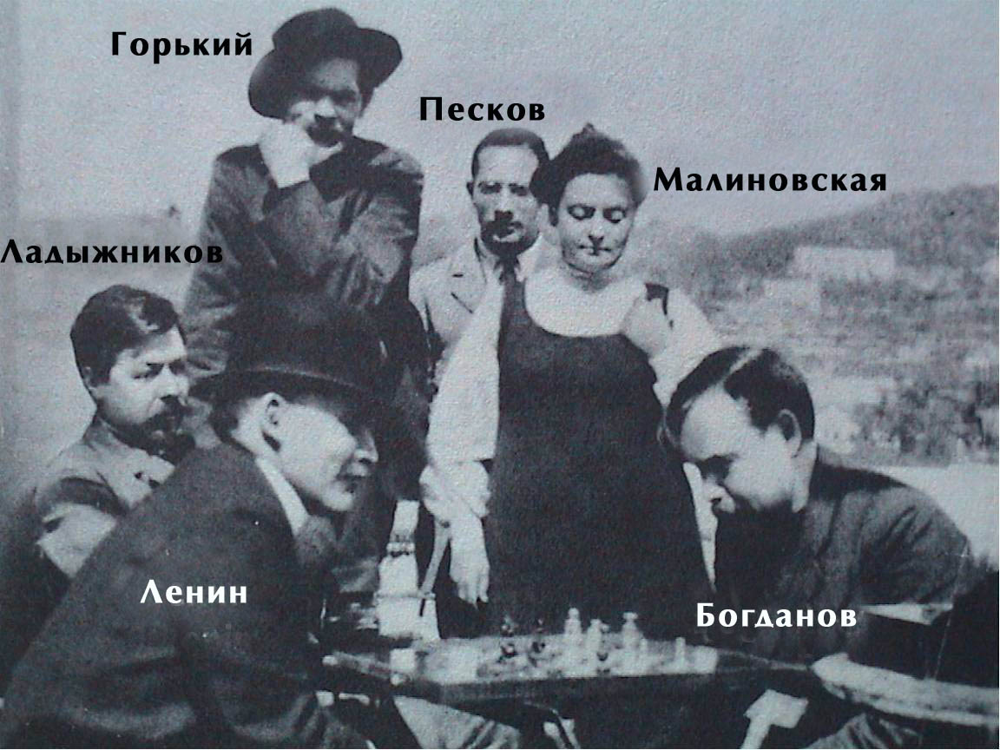 Горький
Песков
Малиновская
Ладыжников
Ленин
Богданов